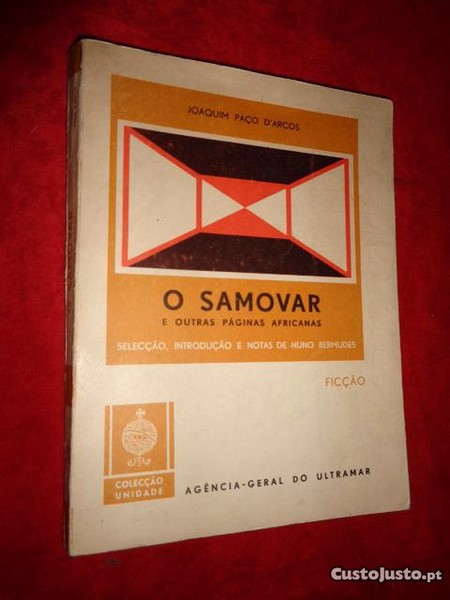 JOAQUIM PAÇO D'ARCOS
O SAMOVAR
E OUTRAS PÁGINAS AFRICANAS
SELECÇÃO, INTRODUÇÃO E NOTAS DE NUNO BERMUDES
FICÇÃO
COLECÇÃO
UNIDADE
AGÊNCIA-GERAL DO ULTRAMAR
CustoJusto.pt